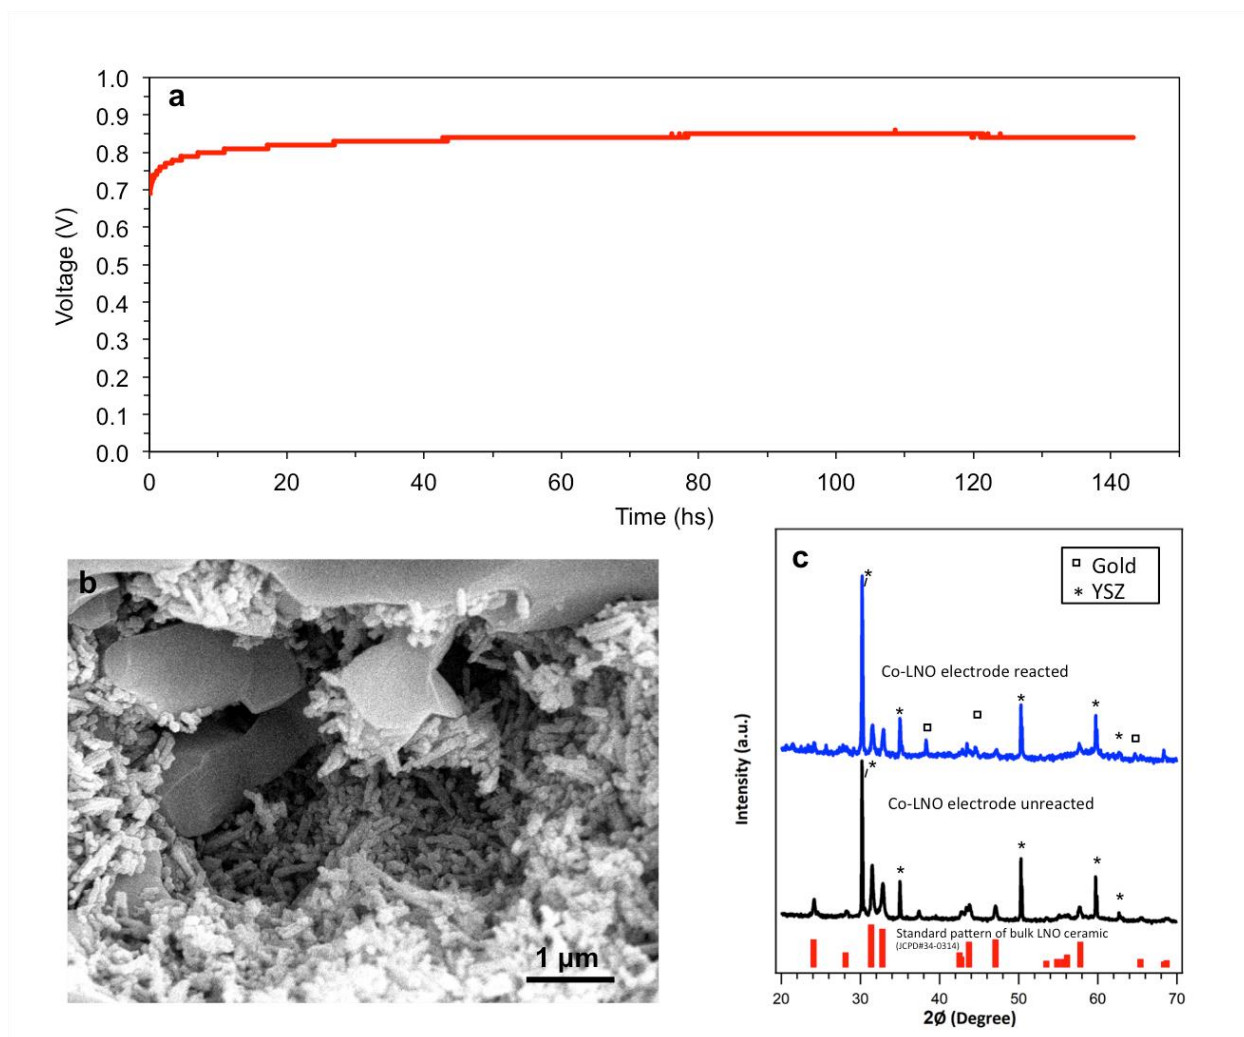 a
1.0
0.9
0.8
0.7
0.6
0.5
0.4
0.3
0.2
0.1
0.0
Voltage (V)
0 20 40 60 80 100 120 140
Time (hs)
b
1 µm
c
Gold
* YSZ
*
Co-LNO electrode reacted
* * * *
*
Co-LNO electrode unreacted
* * * *
Standard pattern of bulk LNO ceramic
(JCPD#34-0314)
Intensity (a.u.)
20 30 40 50 60 70
2Ø (Degree)